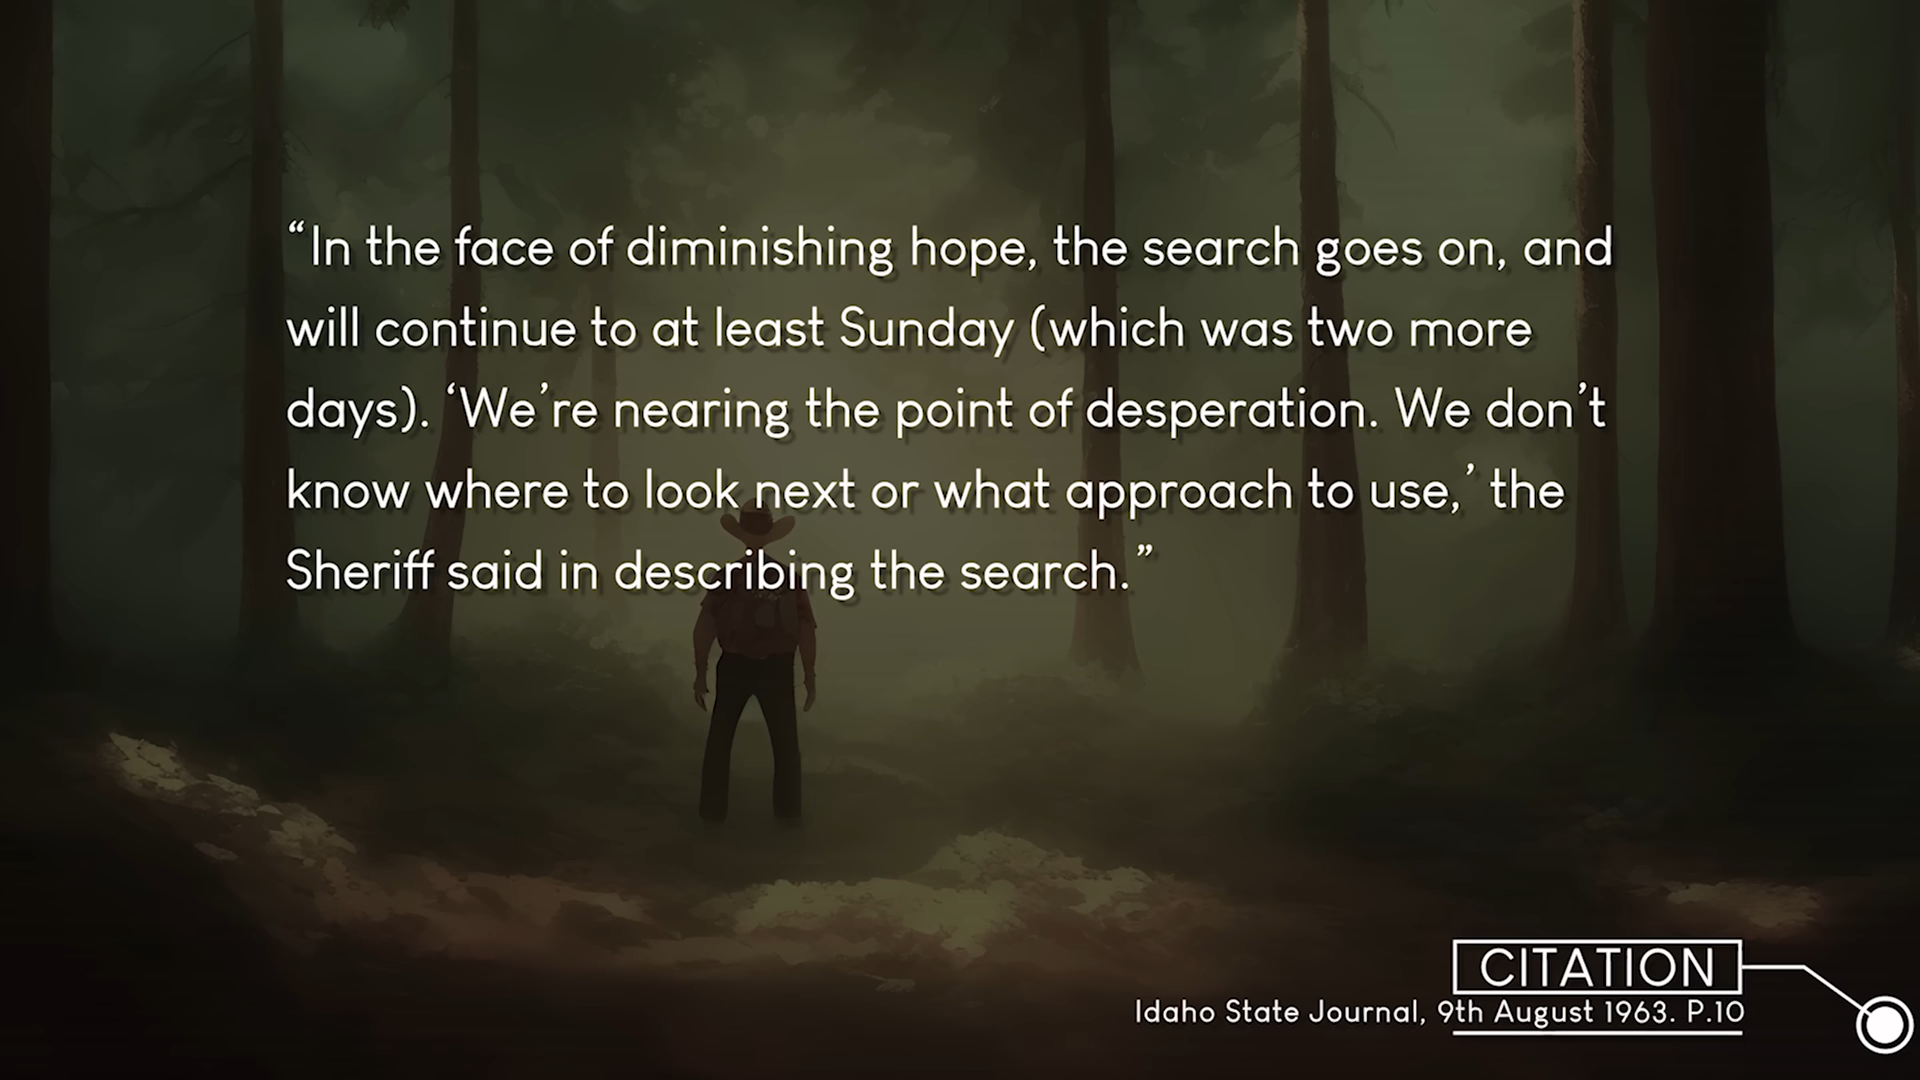 “In the face of diminishing hope, the search goes on, and
will continue to at least Sunday (which was two more
days). ‘We’re nearing the point of desperation. We don’t
know where to look next or what approach to use,’ the
Sheriff said in describing the search.”
CITATION
Idaho State Journal, 9th August 1963. P.10